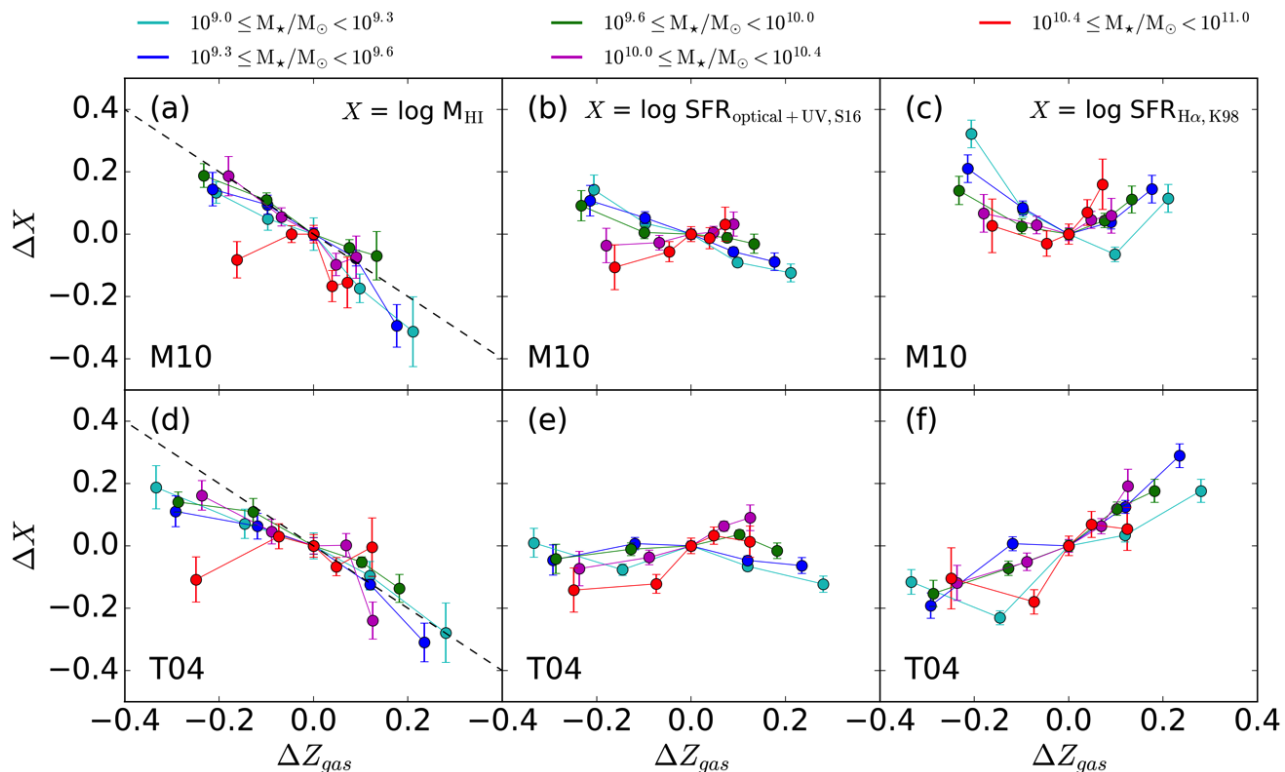 10^9.0 ≤ M⋆/M⊙ < 10^9.3
10^9.6 ≤ M⋆/M⊙ < 10^10.0
10^10.4 ≤ M⋆/M⊙ < 10^11.0
10^9.3 ≤ M⋆/M⊙ < 10^9.6
10^10.0 ≤ M⋆/M⊙ < 10^10.4
(a) X = log M_HI
(b) X = log SFR_optical+UV, S16
(c) X = log SFR_Hα, K98
0.4
0.2
0.0
−0.2
−0.4
ΔX
M10
M10
M10
(d)
(e)
(f)
0.4
0.2
0.0
−0.2
−0.4
ΔX
T04
T04
T04
−0.4 −0.2 0.0 0.2 −0.4 −0.2 0.0 0.2 −0.4 −0.2 0.0 0.2 0.4
ΔZ_gas ΔZ_gas ΔZ_gas